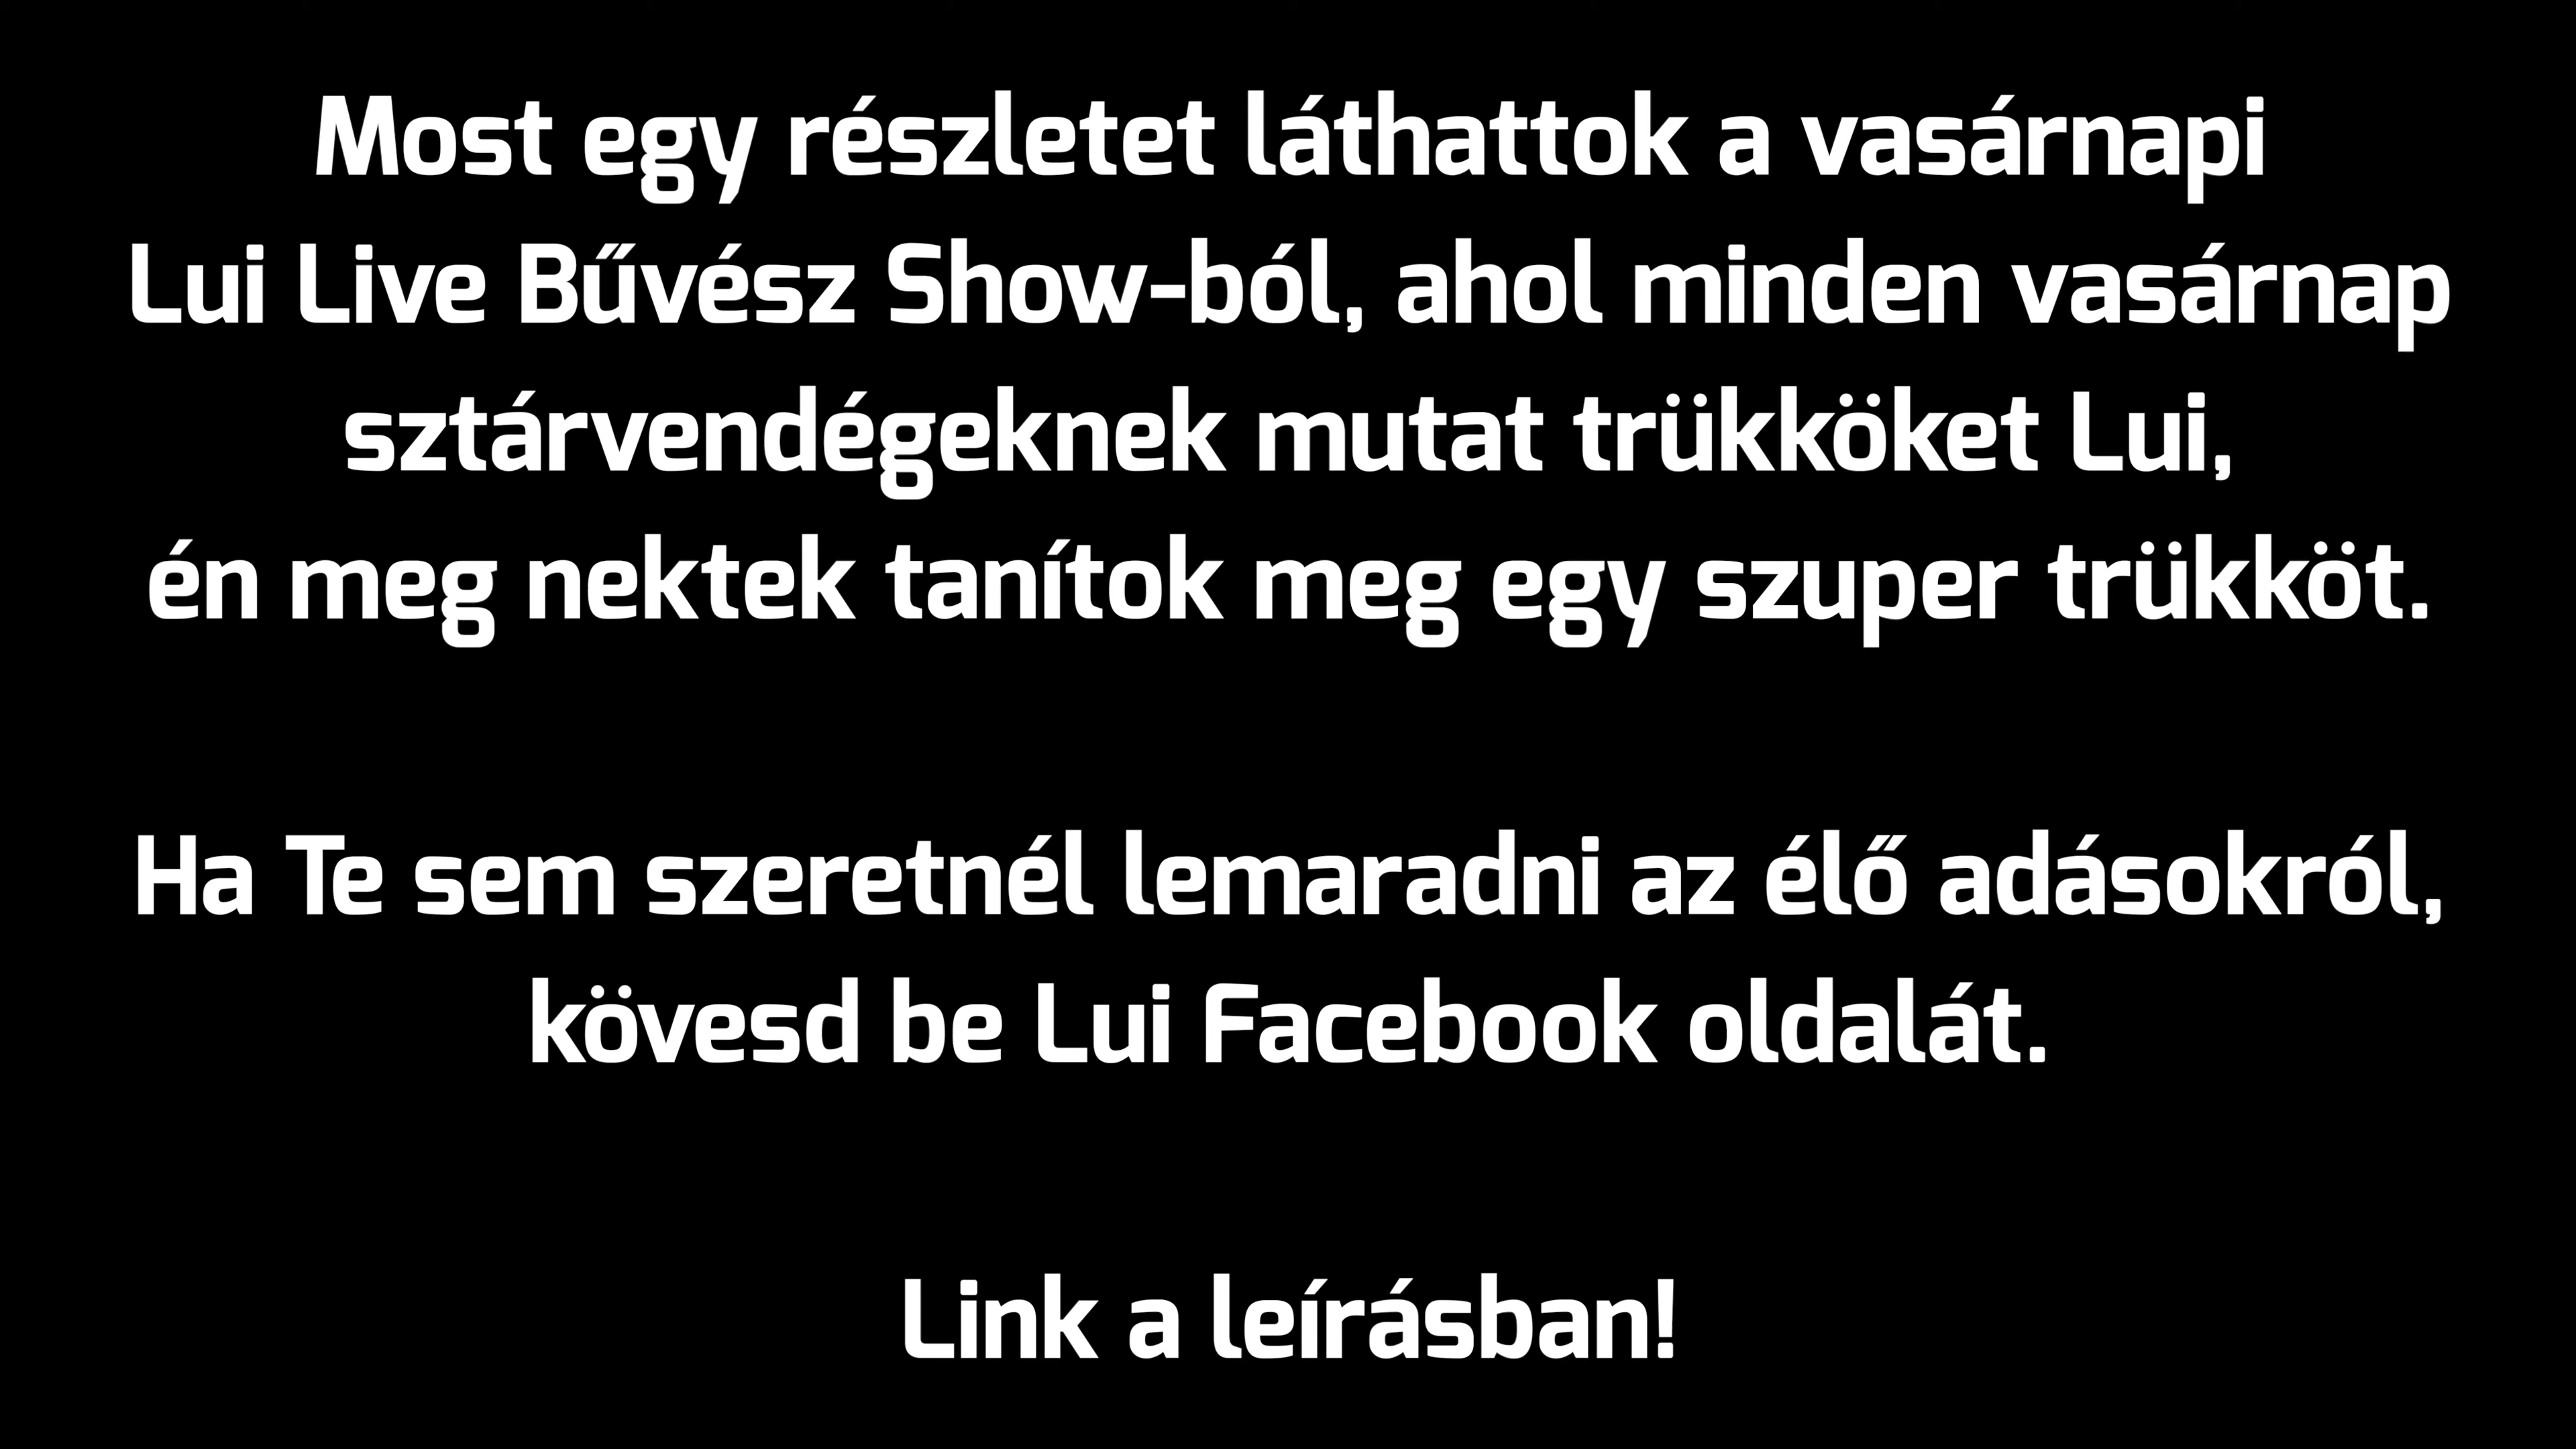 Most egy részletet láthattok a vasárnapi
Lui Live Bűvész Show-ból, ahol minden vasárnap
sztárvendégeknek mutat trükköket Lui,
én meg nektek tanítok meg egy szuper trükköt.
Ha Te sem szeretnél lemaradni az élő adásokról,
kövesd be Lui Facebook oldalát.
Link a leírásban!